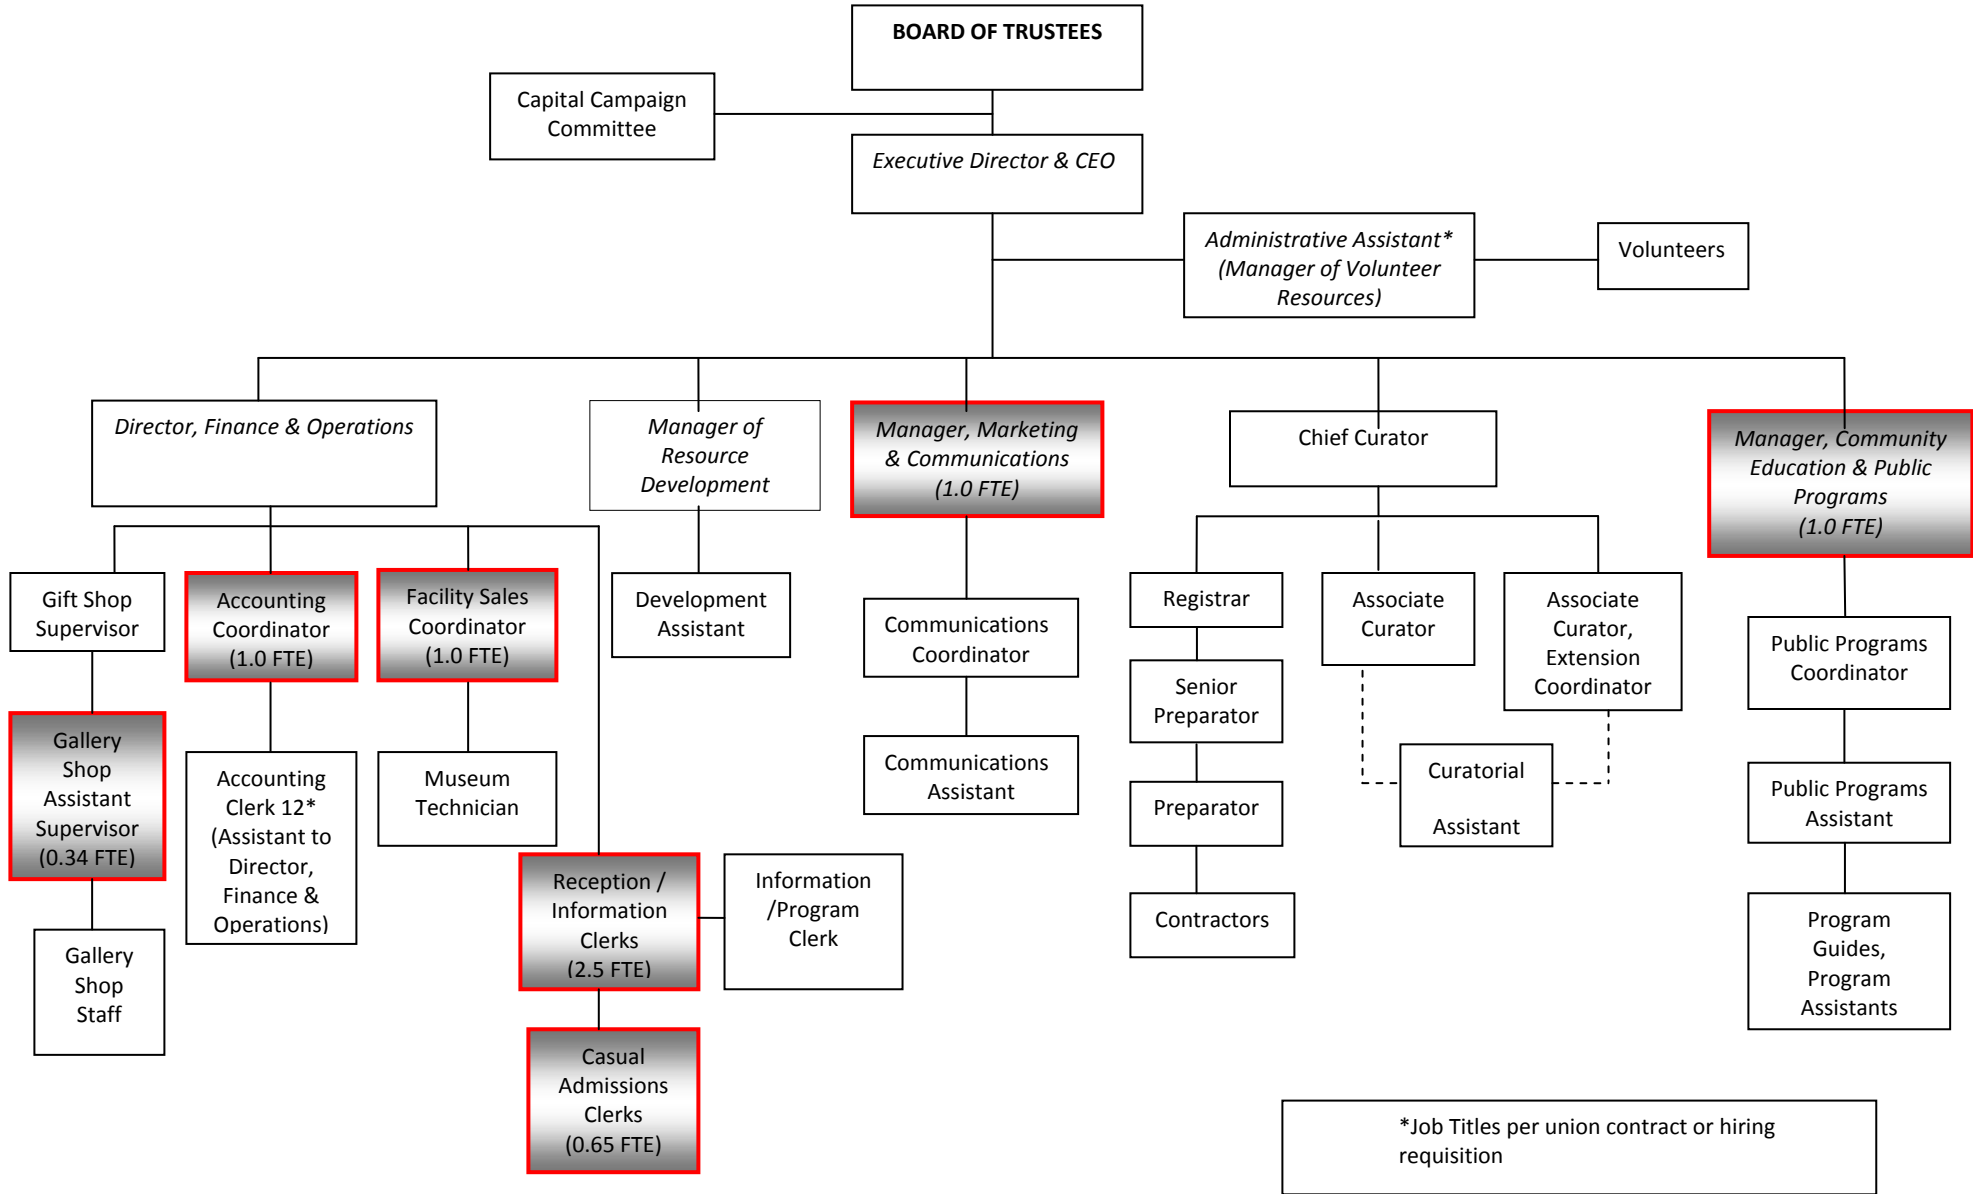 BOARD OF TRUSTEES
Capital Campaign
Committee
Executive Director & CEO
Administrative Assistant*
(Manager of Volunteer
Resources)
Volunteers
Director, Finance & Operations
Manager of
Resource
Development
Manager, Marketing
& Communications
(1.0 FTE)
Chief Curator
Manager, Community
Education & Public
Programs
(1.0 FTE)
Gift Shop
Supervisor
Accounting
Coordinator
(1.0 FTE)
Facility Sales
Coordinator
(1.0 FTE)
Development
Assistant
Communications
Coordinator
Registrar
Associate
Curator
Associate
Curator,
Extension
Coordinator
Public Programs
Coordinator
Gallery
Shop
Assistant
Supervisor
(0.34 FTE)
Accounting
Clerk 12*
(Assistant to
Director,
Finance &
Operations)
Museum
Technician
Communications
Assistant
Senior
Preparator
Curatorial
Assistant
Public Programs
Assistant
Preparator
Reception /
Information
Clerks
(2.5 FTE)
Information
/Program
Clerk
Contractors
Program
Guides,
Program
Assistants
Gallery
Shop
Staff
Casual
Admissions
Clerks
(0.65 FTE)
*Job Titles per union contract or hiring
requisition